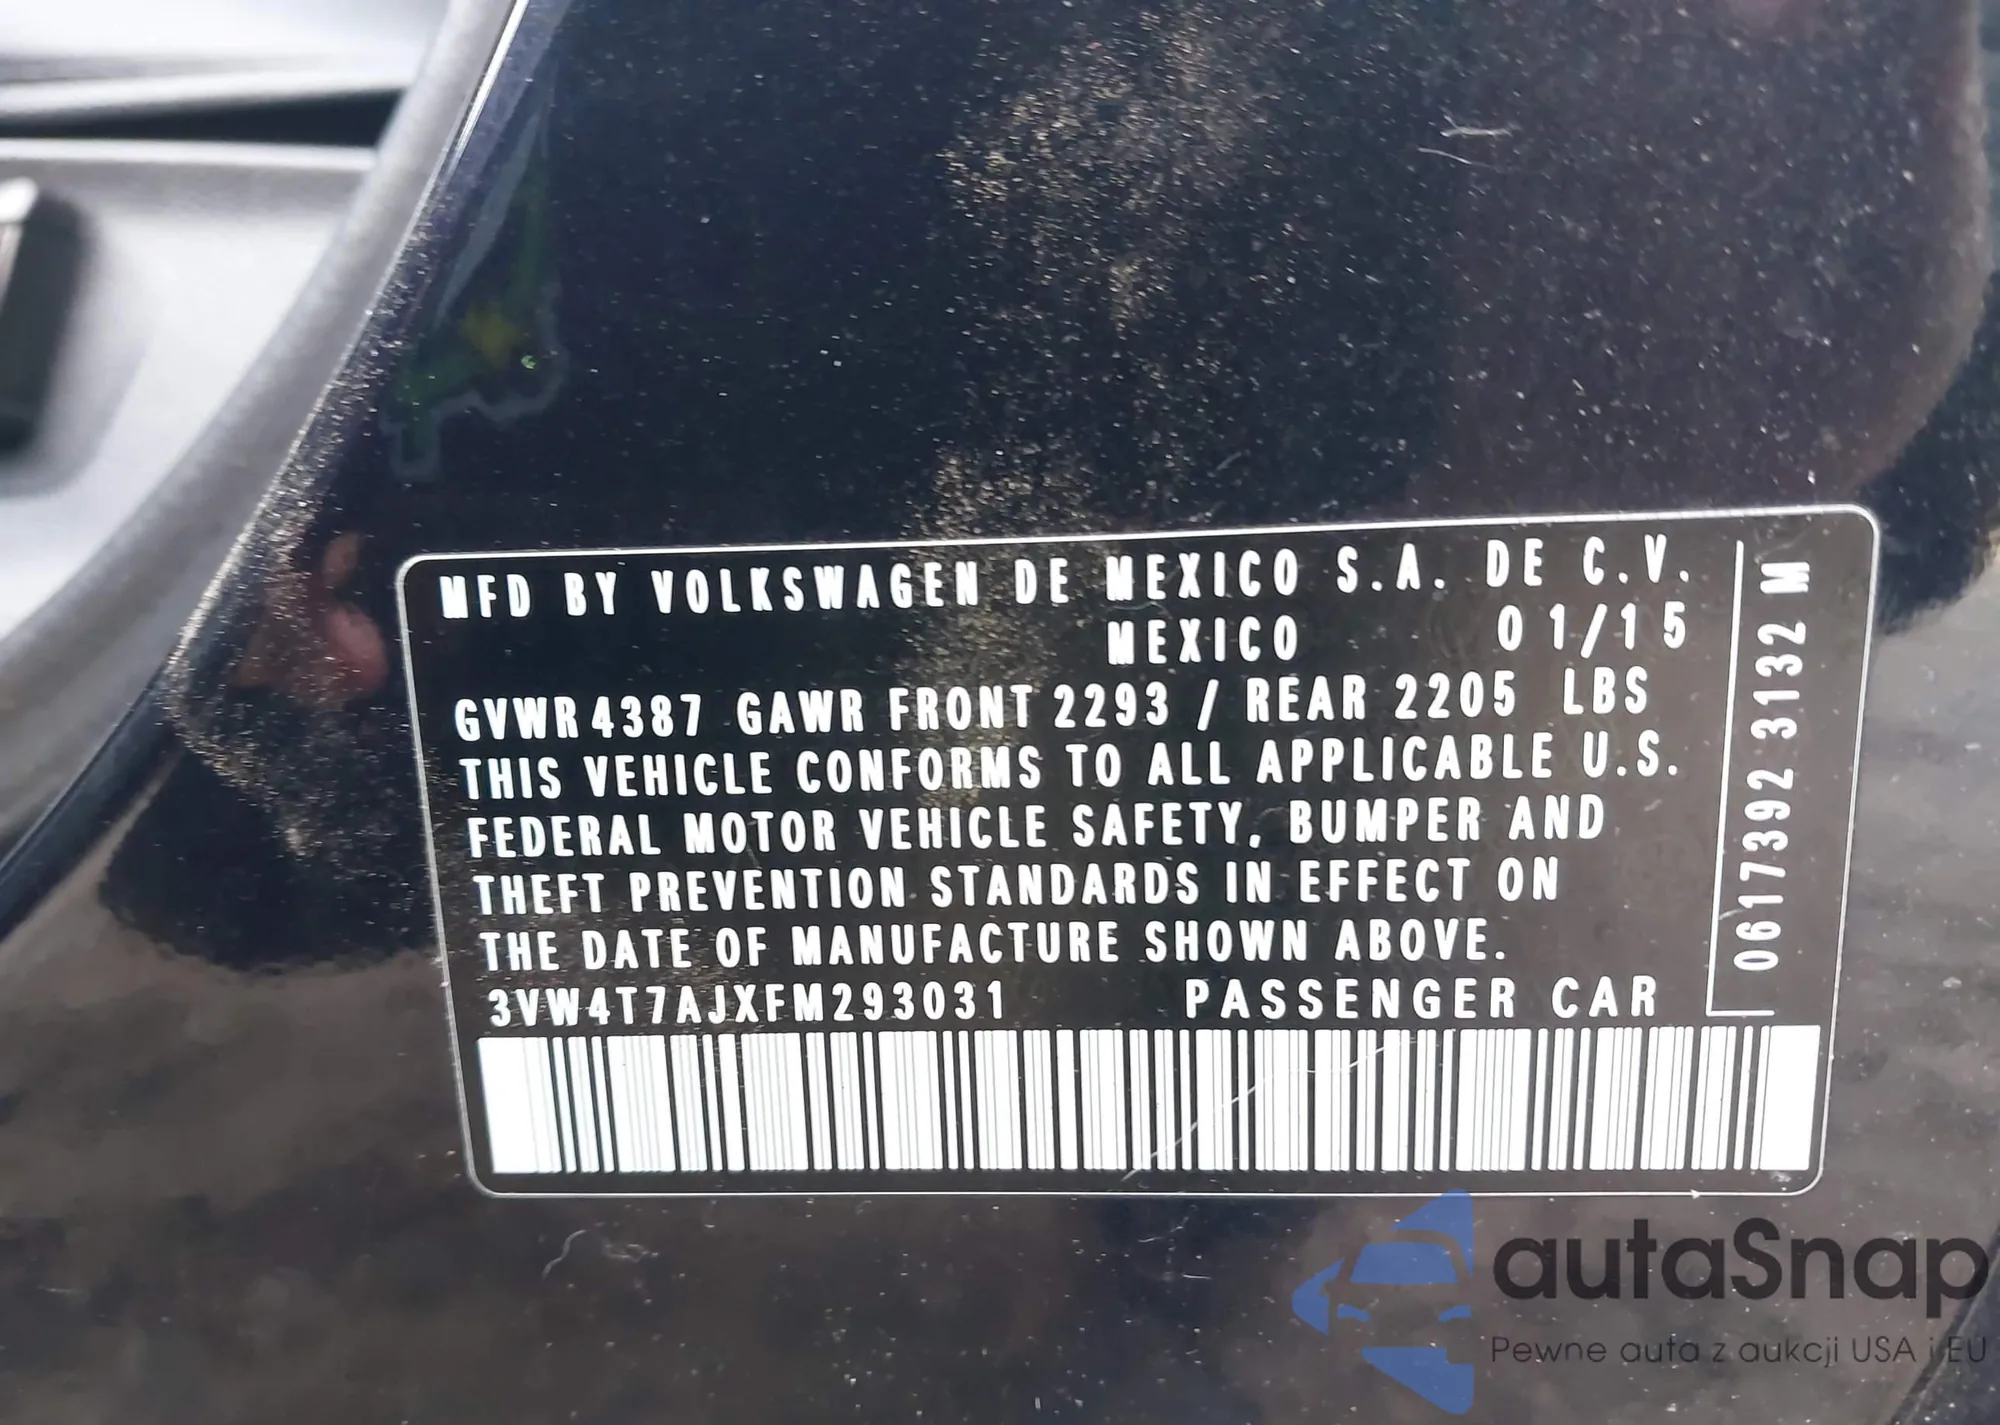 MFD BY VOLKSWAGEN DE MEXICO S.A. DE C.V.
MEXICO 01/15
GVWR 4387 GAWR FRONT 2293 / REAR 2205 LBS
THIS VEHICLE CONFORMS TO ALL APPLICABLE U.S.
FEDERAL MOTOR VEHICLE SAFETY, BUMPER AND
THEFT PREVENTION STANDARDS IN EFFECT ON
THE DATE OF MANUFACTURE SHOWN ABOVE.
3VW4T7AJXFM293031 PASSENGER CAR
0617392 3132 M
autaSnap
Pewne auta z aukcji USA i EU